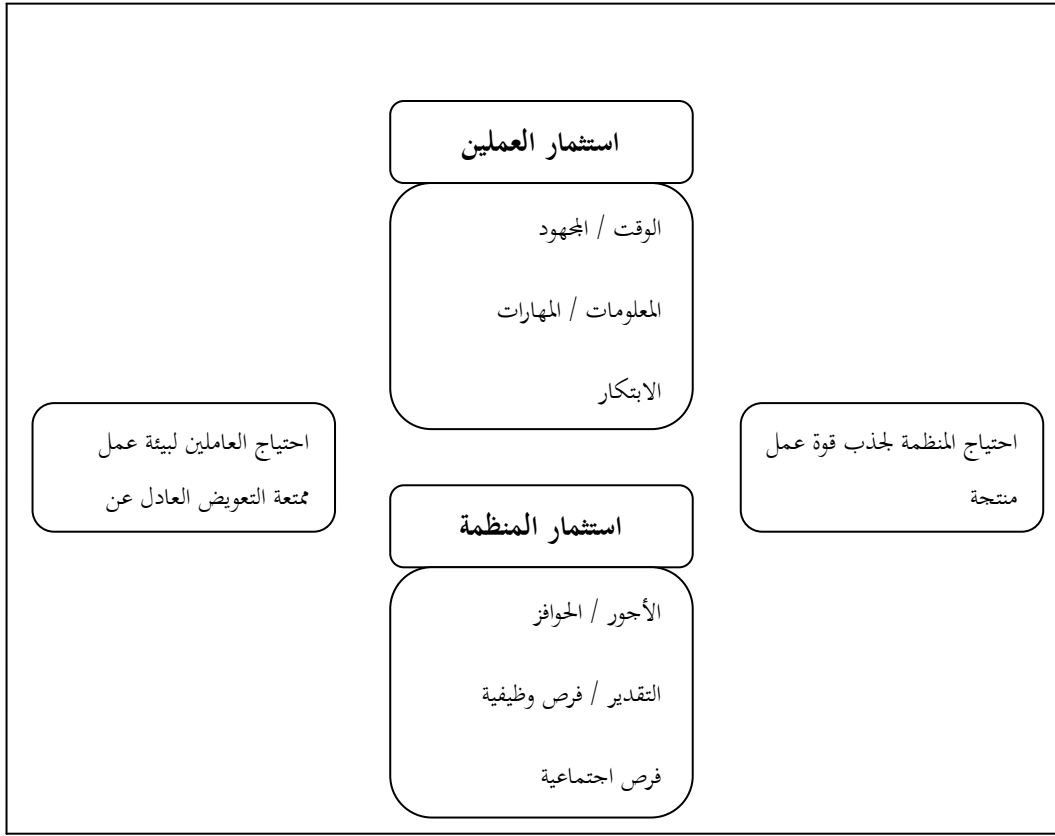 استثمار العملين
الوقت / المجهود
المعلومات / المهارات
الابتكار
احتياج المنظمة لجذب قوة عمل
منتجة
احتياج العاملين لبيئة عمل
ممتعة التعويض العادل عن
استثمار المنظمة
الأجور / الحوافز
التقدير / فرص وظيفية
فرص اجتماعية